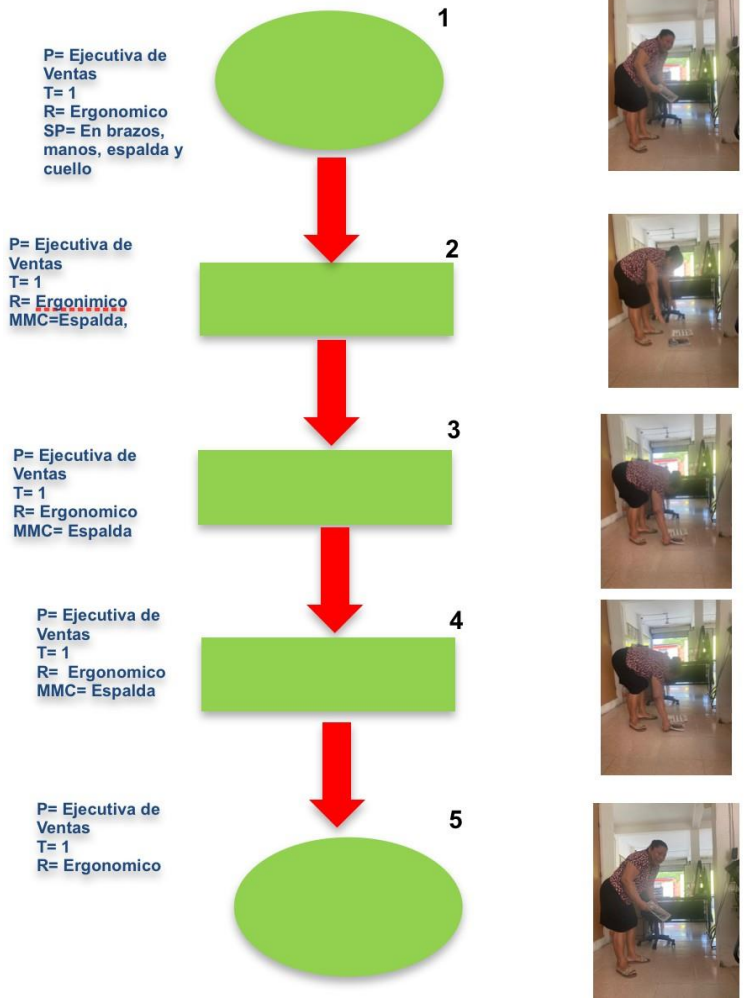 1
P= Ejecutiva de
Ventas
T= 1
R= Ergonomico
SP= En brazos,
manos, espalda y
cuello
2
P= Ejecutiva de
Ventas
T= 1
R= Ergonimico
MMC=Espalda,
3
P= Ejecutiva de
Ventas
T= 1
R= Ergonomico
MMC= Espalda
4
P= Ejecutiva de
Ventas
T= 1
R= Ergonomico
MMC= Espalda
5
P= Ejecutiva de
Ventas
T= 1
R= Ergonomico